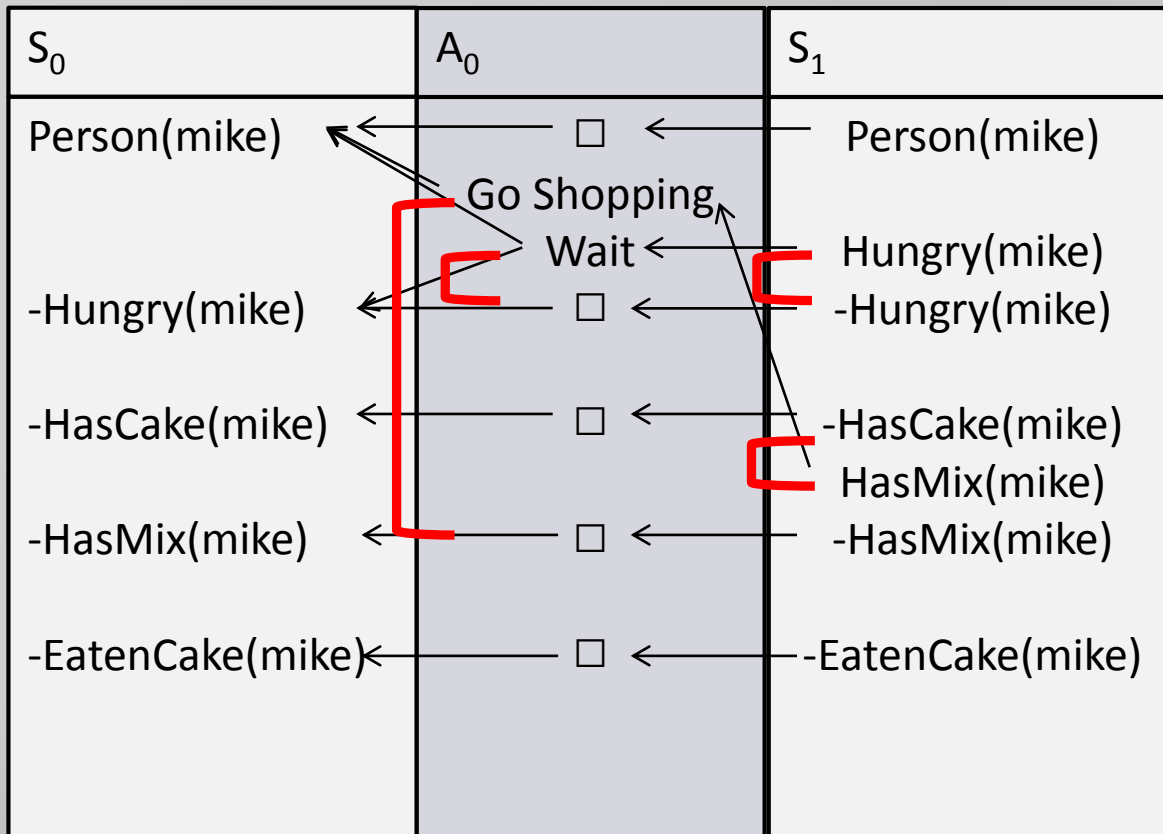 S₀ A₀ S₁
Person(mike) □ Person(mike)
Go Shopping
Wait Hungry(mike)
-Hungry(mike) □ -Hungry(mike)
-HasCake(mike) □ -HasCake(mike)
HasMix(mike)
-HasMix(mike) □ -HasMix(mike)
-EatenCake(mike) □ -EatenCake(mike)